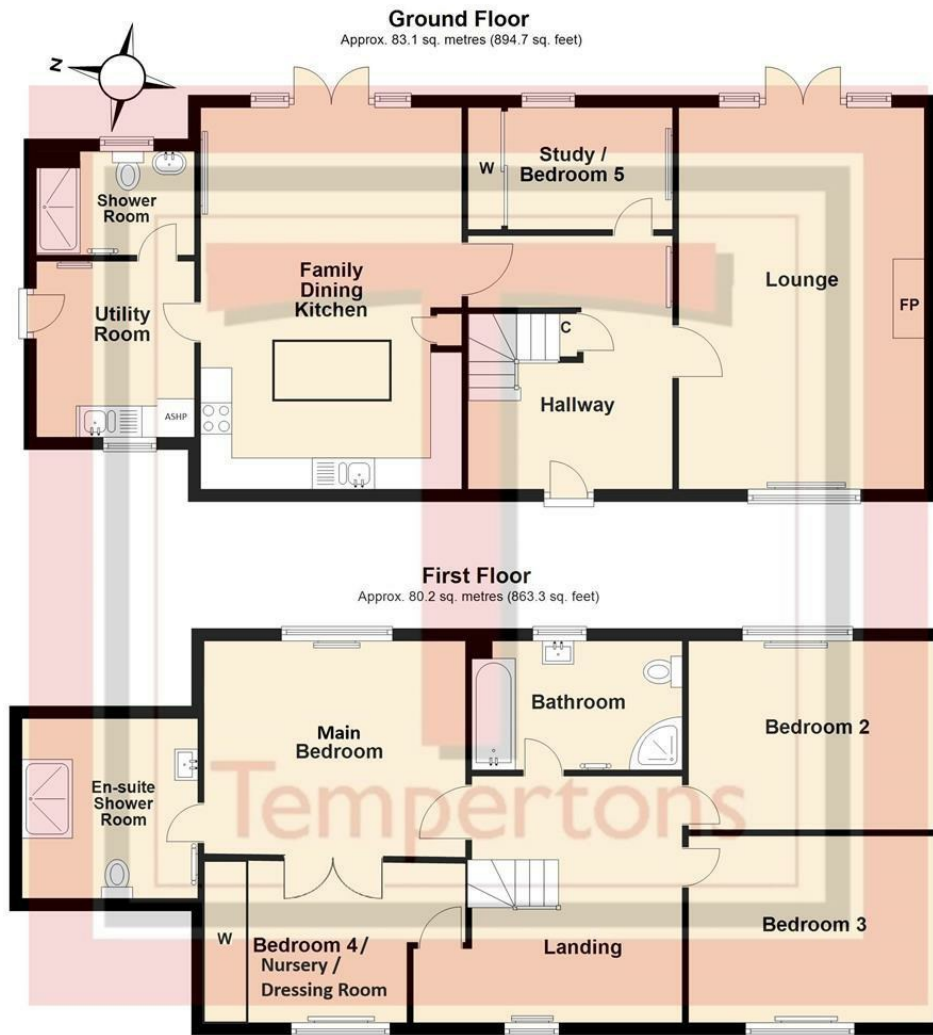 Ground Floor
Approx. 83.1 sq. metres (894.7 sq. feet)
N
Shower
Room
W
Study /
Bedroom 5
Family
Dining
Kitchen
Lounge
FP
Utility
Room
C
Hallway
ASHP
First Floor
Approx. 80.2 sq. metres (863.3 sq. feet)
Main
Bedroom
Bathroom
Bedroom 2
En-suite
Shower
Room
Tempertons
W
Bedroom 4 /
Nursery /
Dressing Room
Landing
Bedroom 3